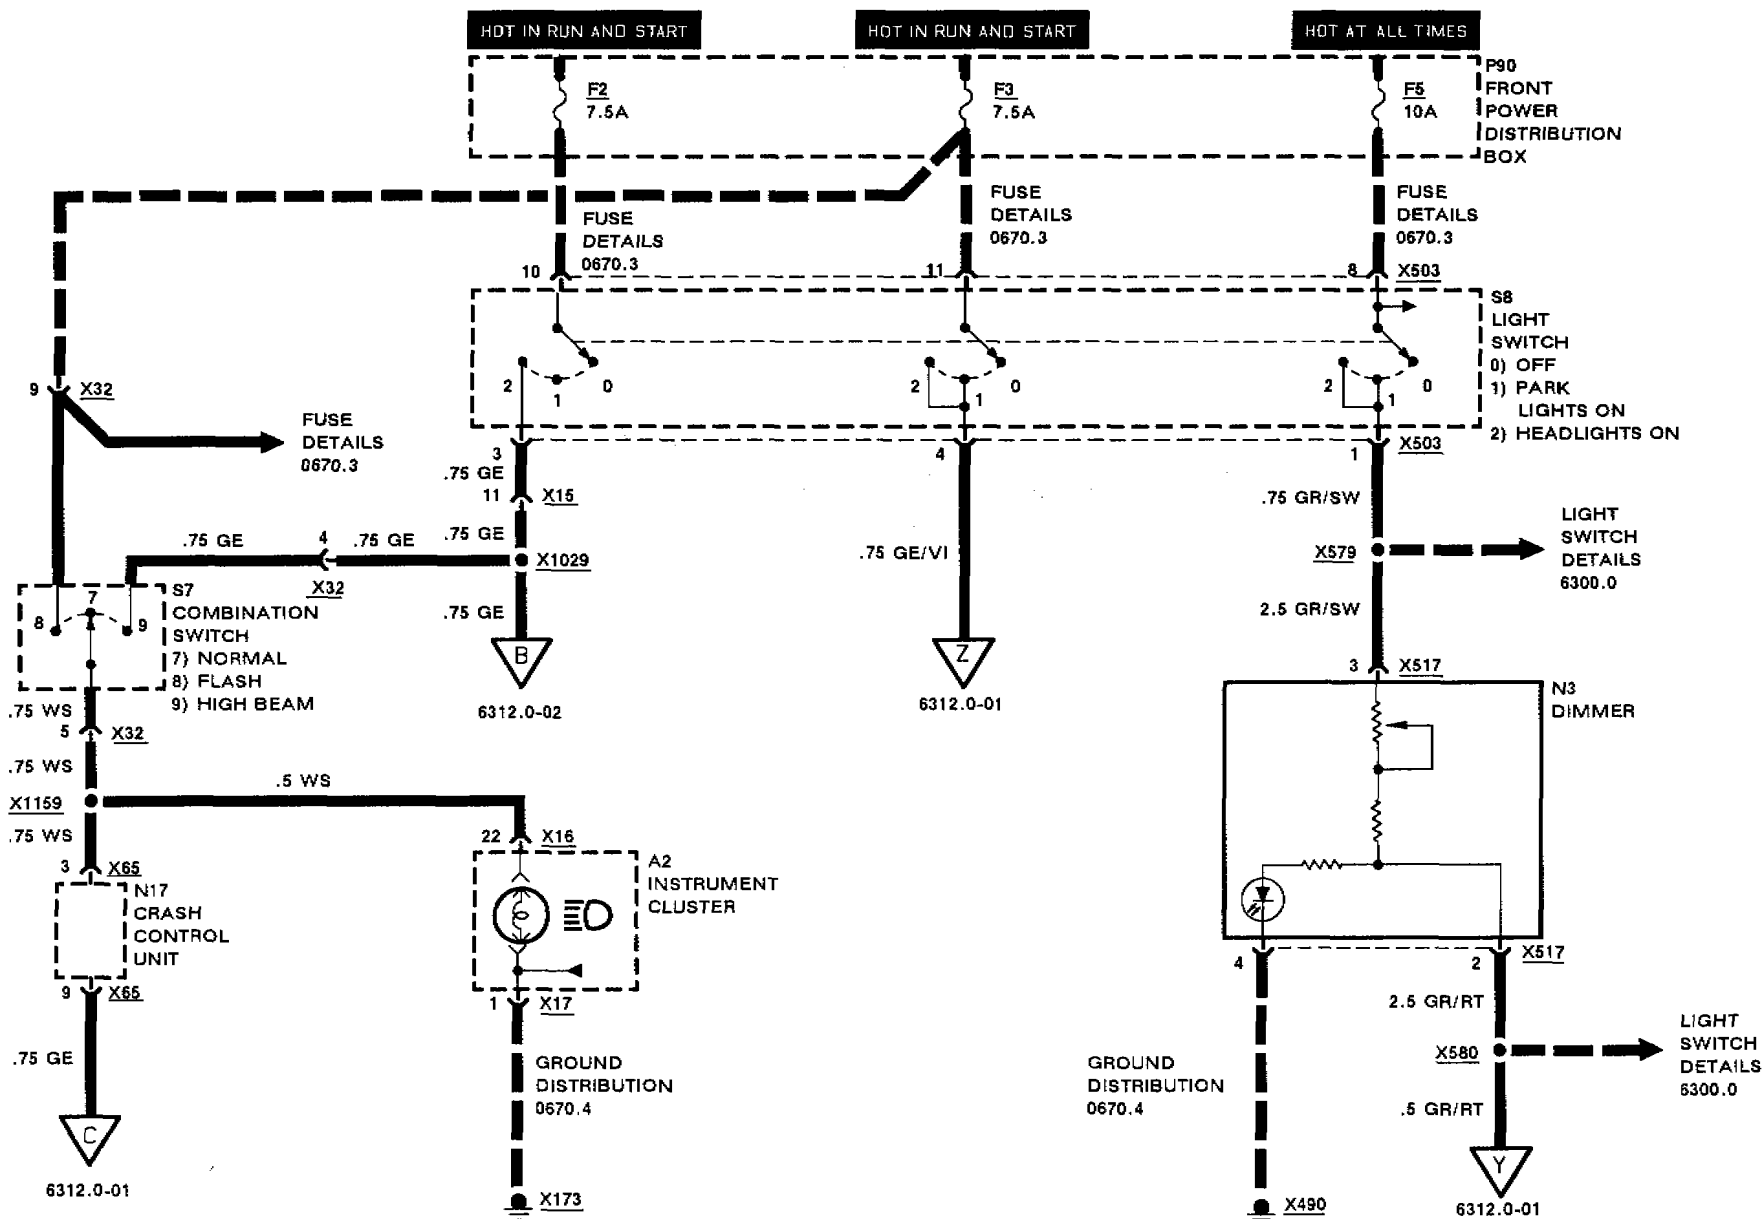 HOT IN RUN AND START
HOT IN RUN AND START
HOT AT ALL TIMES
F2
7.5A
F3
7.5A
F5
10A
P90
FRONT
POWER
DISTRIBUTION
BOX
FUSE
DETAILS
0670.3
FUSE
DETAILS
0670.3
FUSE
DETAILS
0670.3
10
11
8
X503
S8
LIGHT
SWITCH
0) OFF
1) PARK
LIGHTS ON
2) HEADLIGHTS ON
2
1
0
2
1
0
2
1
0
9
X32
FUSE
DETAILS
0670.3
3
4
1
X503
.75 GE
11
X15
.75 GE
.75 GE
4
.75 GE
X32
X1029
.75 GE
.75 GE/VI
.75 GR/SW
X579
LIGHT
SWITCH
DETAILS
6300.0
2.5 GR/SW
B
6312.0-02
Z
6312.0-01
8
7
9
S7
COMBINATION
SWITCH
7) NORMAL
8) FLASH
9) HIGH BEAM
.75 WS
5
X32
.75 WS
X1159
.5 WS
.75 WS
3
X65
N17
CRASH
CONTROL
UNIT
9
X65
.75 GE
C
6312.0-01
22
X16
A2
INSTRUMENT
CLUSTER
1
X17
GROUND
DISTRIBUTION
0670.4
X173
3
X517
N3
DIMMER
4
2
X517
2.5 GR/RT
X580
LIGHT
SWITCH
DETAILS
6300.0
GROUND
DISTRIBUTION
0670.4
.5 GR/RT
Y
X490
6312.0-01